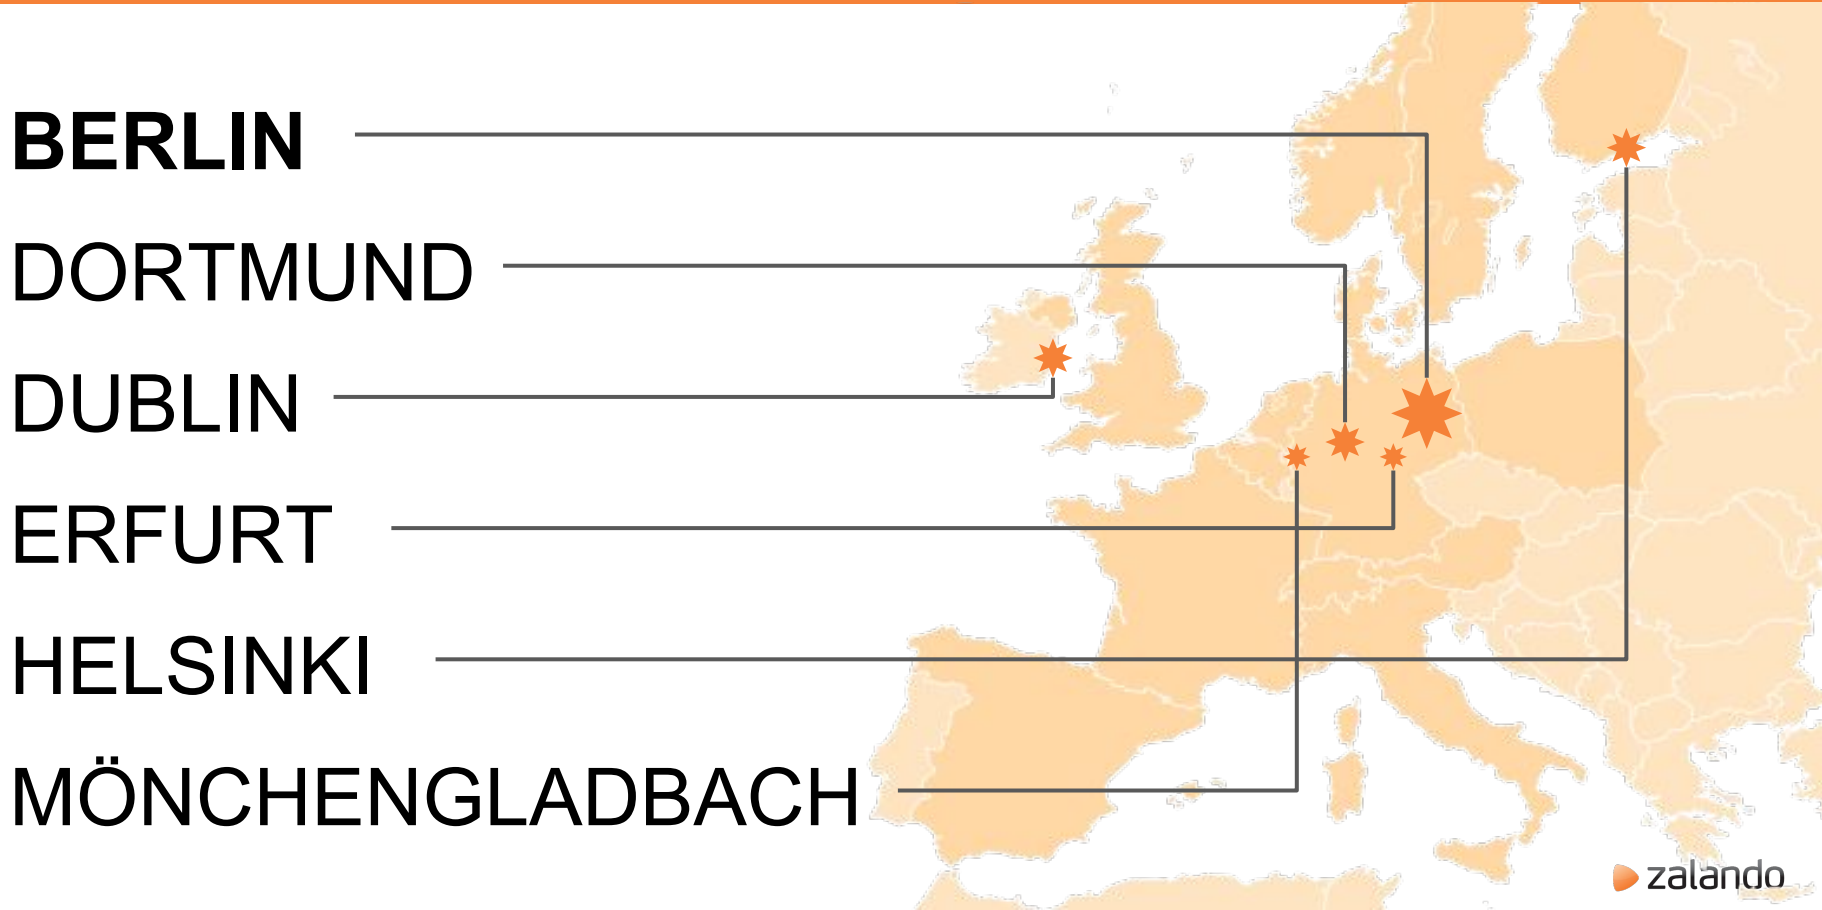 BERLIN
DORTMUND
DUBLIN
ERFURT
HELSINKI
MÖNCHENGLADBACH
zalando